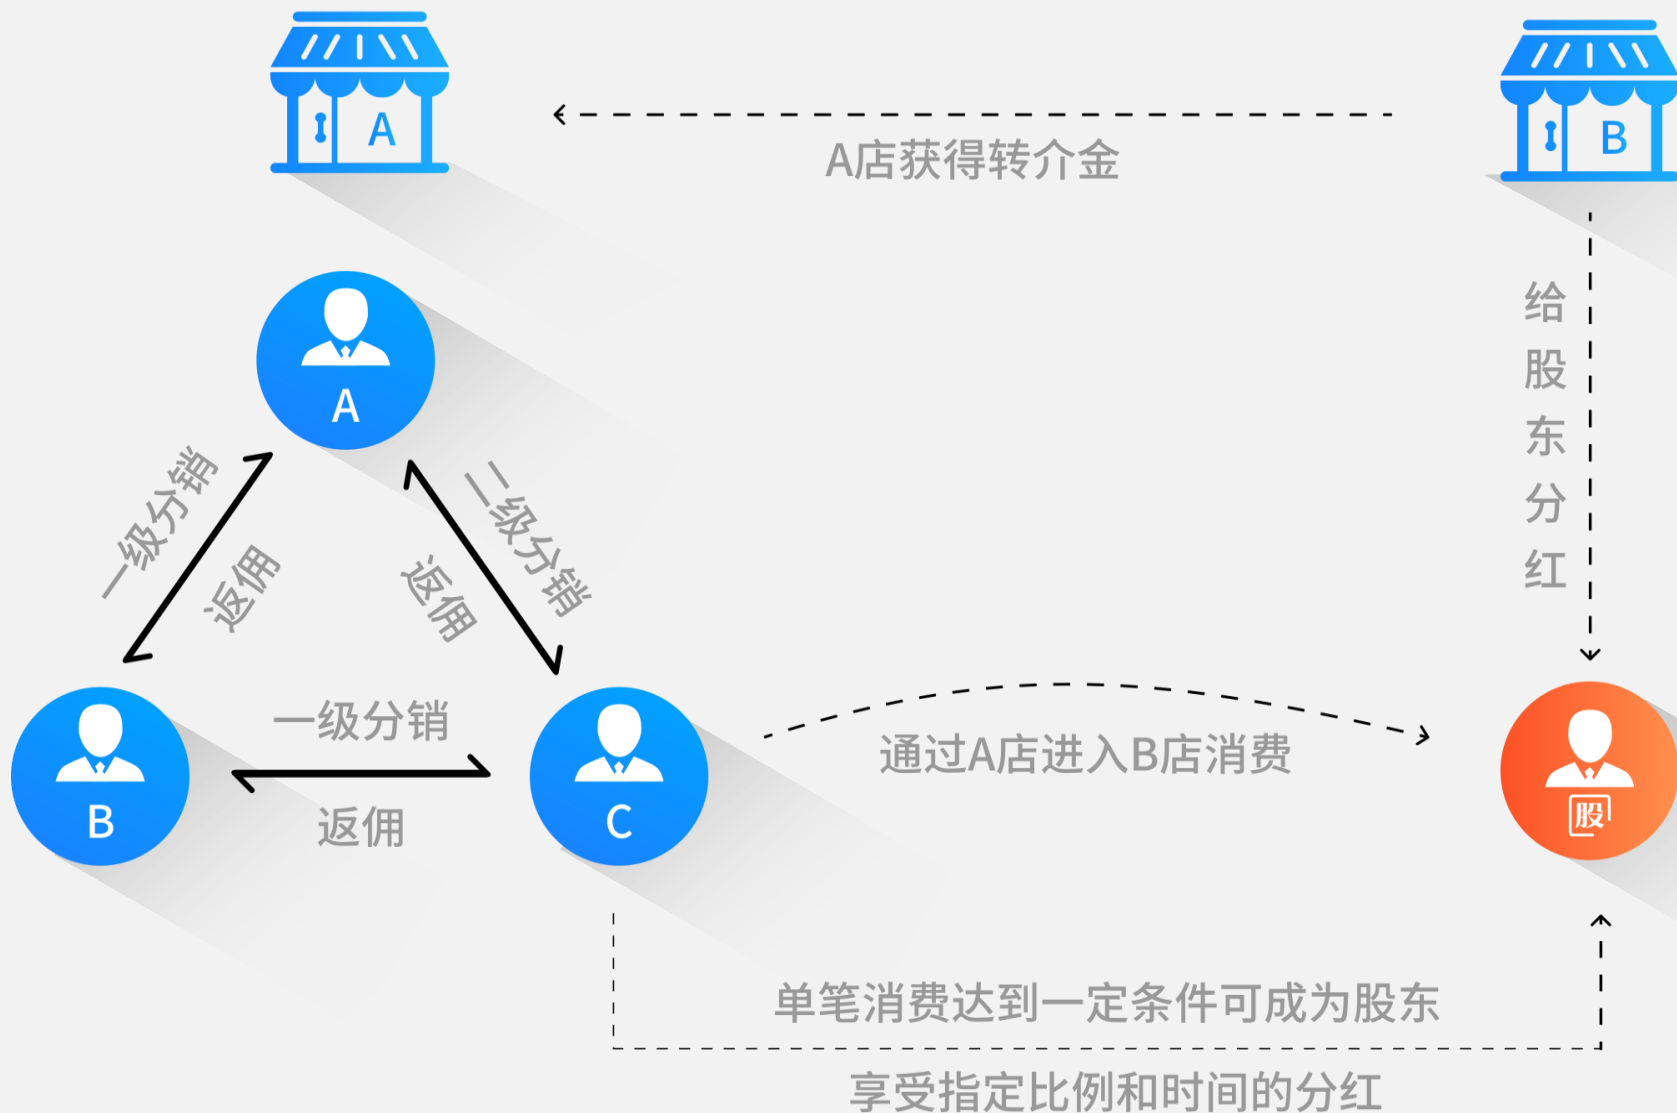 A
B
A店获得转介金
给股东分红
A
一级分销
返佣
二级分销
返佣
B
一级分销
返佣
C
通过A店进入B店消费
股
单笔消费达到一定条件可成为股东
享受指定比例和时间的分红